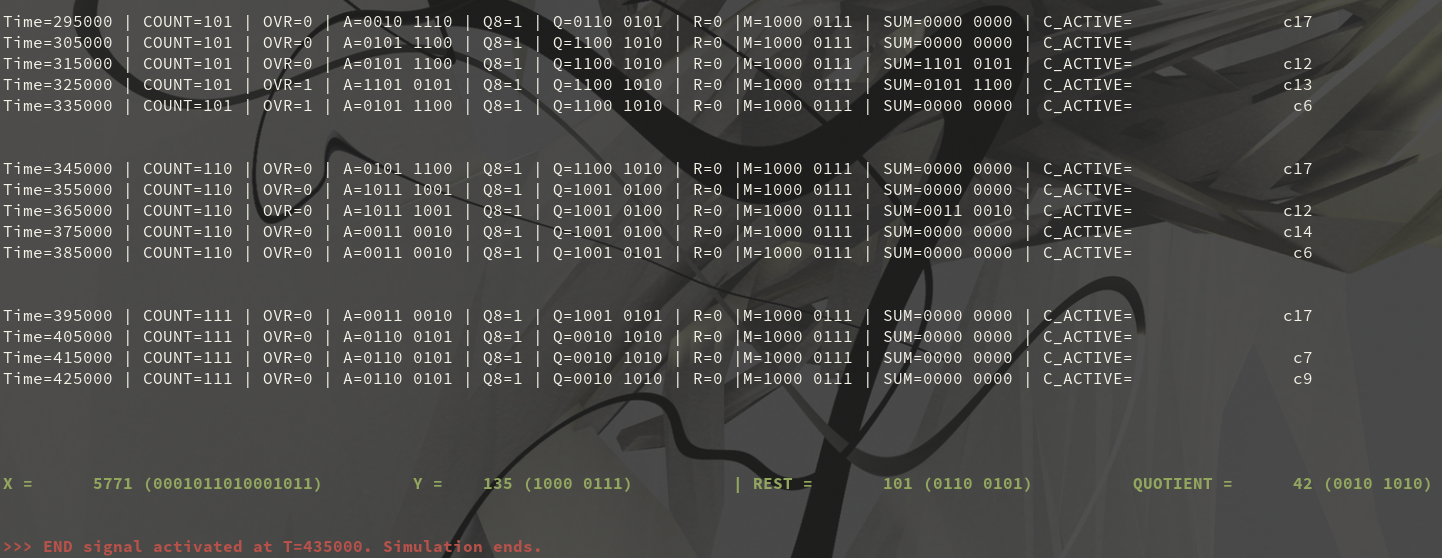 Time=295000 | COUNT=101 | OVR=0 | A=0010 1110 | Q8=1 | Q=0110 0101 | R=0 |M=1000 0111 | SUM=0000 0000 | C_ACTIVE= c17
Time=305000 | COUNT=101 | OVR=0 | A=0101 1100 | Q8=1 | Q=1100 1010 | R=0 |M=1000 0111 | SUM=0000 0000 | C_ACTIVE=
Time=315000 | COUNT=101 | OVR=0 | A=0101 1100 | Q8=1 | Q=1100 1010 | R=0 |M=1000 0111 | SUM=1101 0101 | C_ACTIVE= c12
Time=325000 | COUNT=101 | OVR=1 | A=1101 0101 | Q8=1 | Q=1100 1010 | R=0 |M=1000 0111 | SUM=0101 1100 | C_ACTIVE= c13
Time=335000 | COUNT=101 | OVR=1 | A=0101 1100 | Q8=1 | Q=1100 1010 | R=0 |M=1000 0111 | SUM=0000 0000 | C_ACTIVE= c6
Time=345000 | COUNT=110 | OVR=0 | A=0101 1100 | Q8=1 | Q=1100 1010 | R=0 |M=1000 0111 | SUM=0000 0000 | C_ACTIVE= c17
Time=355000 | COUNT=110 | OVR=0 | A=1011 1001 | Q8=1 | Q=1001 0100 | R=0 |M=1000 0111 | SUM=0000 0000 | C_ACTIVE=
Time=365000 | COUNT=110 | OVR=0 | A=1011 1001 | Q8=1 | Q=1001 0100 | R=0 |M=1000 0111 | SUM=0011 0010 | C_ACTIVE= c12
Time=375000 | COUNT=110 | OVR=0 | A=0011 0010 | Q8=1 | Q=1001 0100 | R=0 |M=1000 0111 | SUM=0000 0000 | C_ACTIVE= c14
Time=385000 | COUNT=110 | OVR=0 | A=0011 0010 | Q8=1 | Q=1001 0101 | R=0 |M=1000 0111 | SUM=0000 0000 | C_ACTIVE= c6
Time=395000 | COUNT=111 | OVR=0 | A=0011 0010 | Q8=1 | Q=1001 0101 | R=0 |M=1000 0111 | SUM=0000 0000 | C_ACTIVE= c17
Time=405000 | COUNT=111 | OVR=0 | A=0110 0101 | Q8=1 | Q=0010 1010 | R=0 |M=1000 0111 | SUM=0000 0000 | C_ACTIVE=
Time=415000 | COUNT=111 | OVR=0 | A=0110 0101 | Q8=1 | Q=0010 1010 | R=0 |M=1000 0111 | SUM=0000 0000 | C_ACTIVE= c7
Time=425000 | COUNT=111 | OVR=0 | A=0110 0101 | Q8=1 | Q=0010 1010 | R=0 |M=1000 0111 | SUM=0000 0000 | C_ACTIVE= c9
X = 5771 (0001011010001011) Y = 135 (1000 0111) | REST = 101 (0110 0101) QUOTIENT = 42 (0010 1010)
>>> END signal activated at T=435000. Simulation ends.